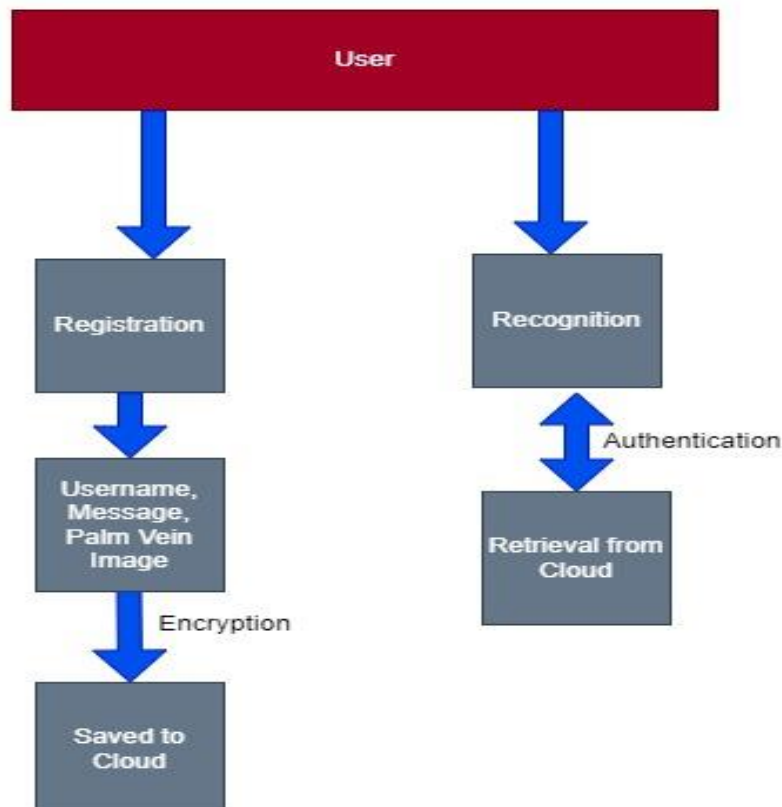 User
Registration
Recognition
Authentication
Username,
Message,
Palm Vein
Image
Retrieval from
Cloud
Encryption
Saved to
Cloud